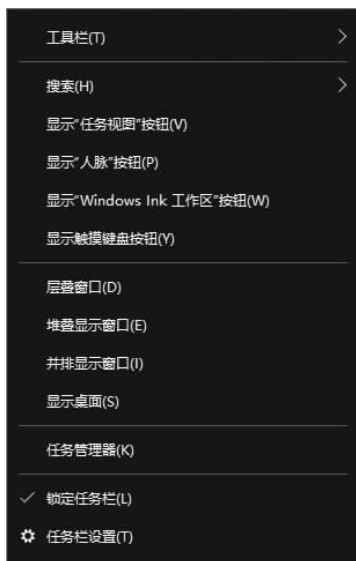 工具栏(T)
搜索(H)
显示“任务视图”按钮(V)
显示“人脉”按钮(P)
显示“Windows Ink 工作区”按钮(W)
显示触摸键盘按钮(Y)
层叠窗口(D)
堆叠显示窗口(E)
并排显示窗口(I)
显示桌面(S)
任务管理器(K)
锁定任务栏(L)
任务栏设置(T)